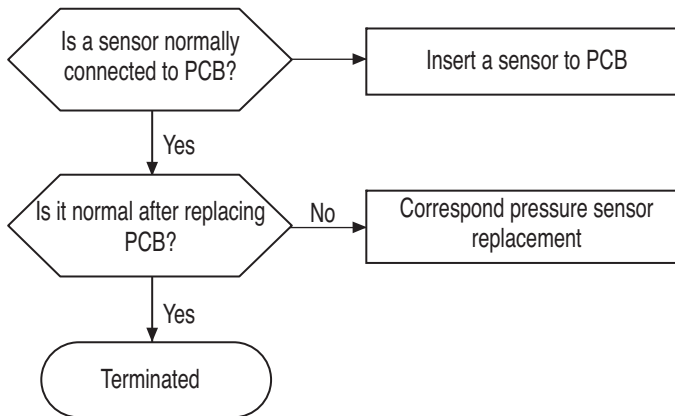 Is a sensor normally
connected to PCB?
Insert a sensor to PCB
Yes
Is it normal after replacing
PCB?
No
Correspond pressure sensor
replacement
Yes
Terminated